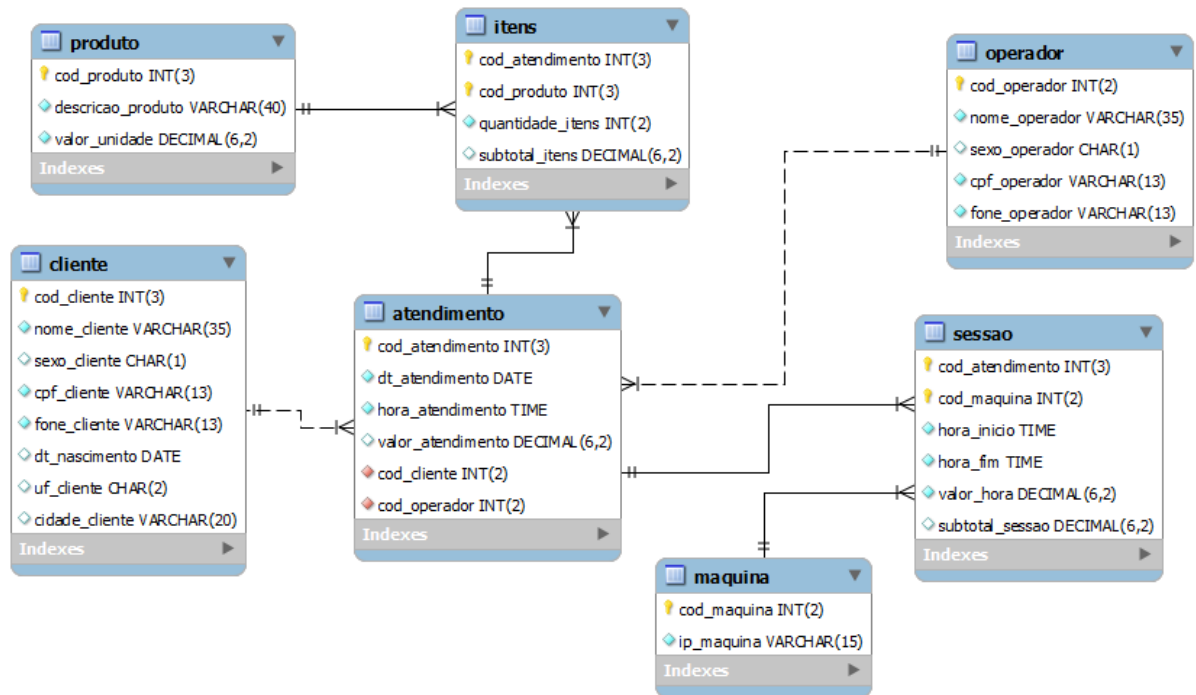 produto
cod_produto INT(3)
descricao_produto VARCHAR(40)
valor_unidade DECIMAL(6,2)
Indexes
itens
cod_atendimento INT(3)
cod_produto INT(3)
quantidade_itens INT(2)
subtotal_itens DECIMAL(6,2)
Indexes
operador
cod_operador INT(2)
nome_operador VARCHAR(35)
sexo_operador CHAR(1)
cpf_operador VARCHAR(13)
fone_operador VARCHAR(13)
Indexes
cliente
cod_cliente INT(3)
nome_cliente VARCHAR(35)
sexo_cliente CHAR(1)
cpf_cliente VARCHAR(13)
fone_cliente VARCHAR(13)
dt_nascimento DATE
uf_cliente CHAR(2)
cidade_cliente VARCHAR(20)
Indexes
atendimento
cod_atendimento INT(3)
dt_atendimento DATE
hora_atendimento TIME
valor_atendimento DECIMAL(6,2)
cod_cliente INT(2)
cod_operador INT(2)
Indexes
sessao
cod_atendimento INT(3)
cod_maquina INT(2)
hora_inicio TIME
hora_fim TIME
valor_hora DECIMAL(6,2)
subtotal_sessao DECIMAL(6,2)
Indexes
maquina
cod_maquina INT(2)
ip_maquina VARCHAR(15)
Indexes